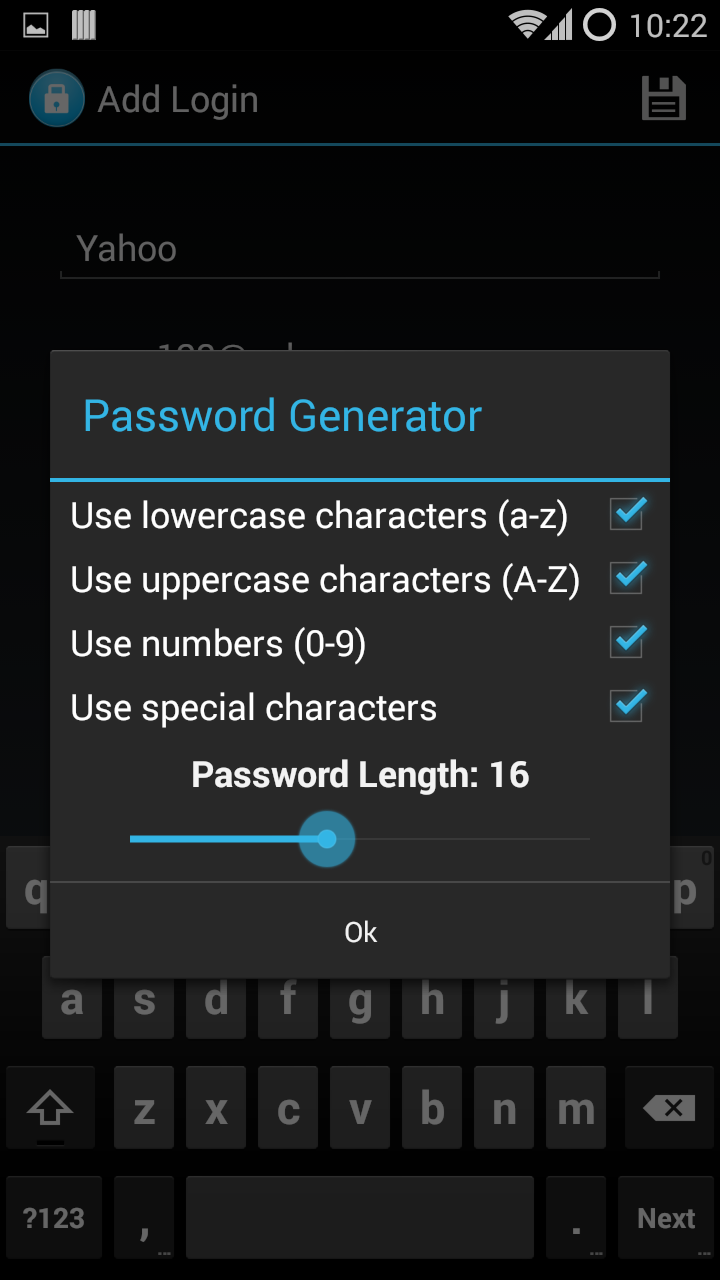 10:22
Add Login
Yahoo
Password Generator
Use lowercase characters (a-z)
Use uppercase characters (A-Z)
Use numbers (0-9)
Use special characters
Password Length: 16
Ok
0
q p
a s d f g h j k l
z x c v b n m
?123 , ... . ... Next ...